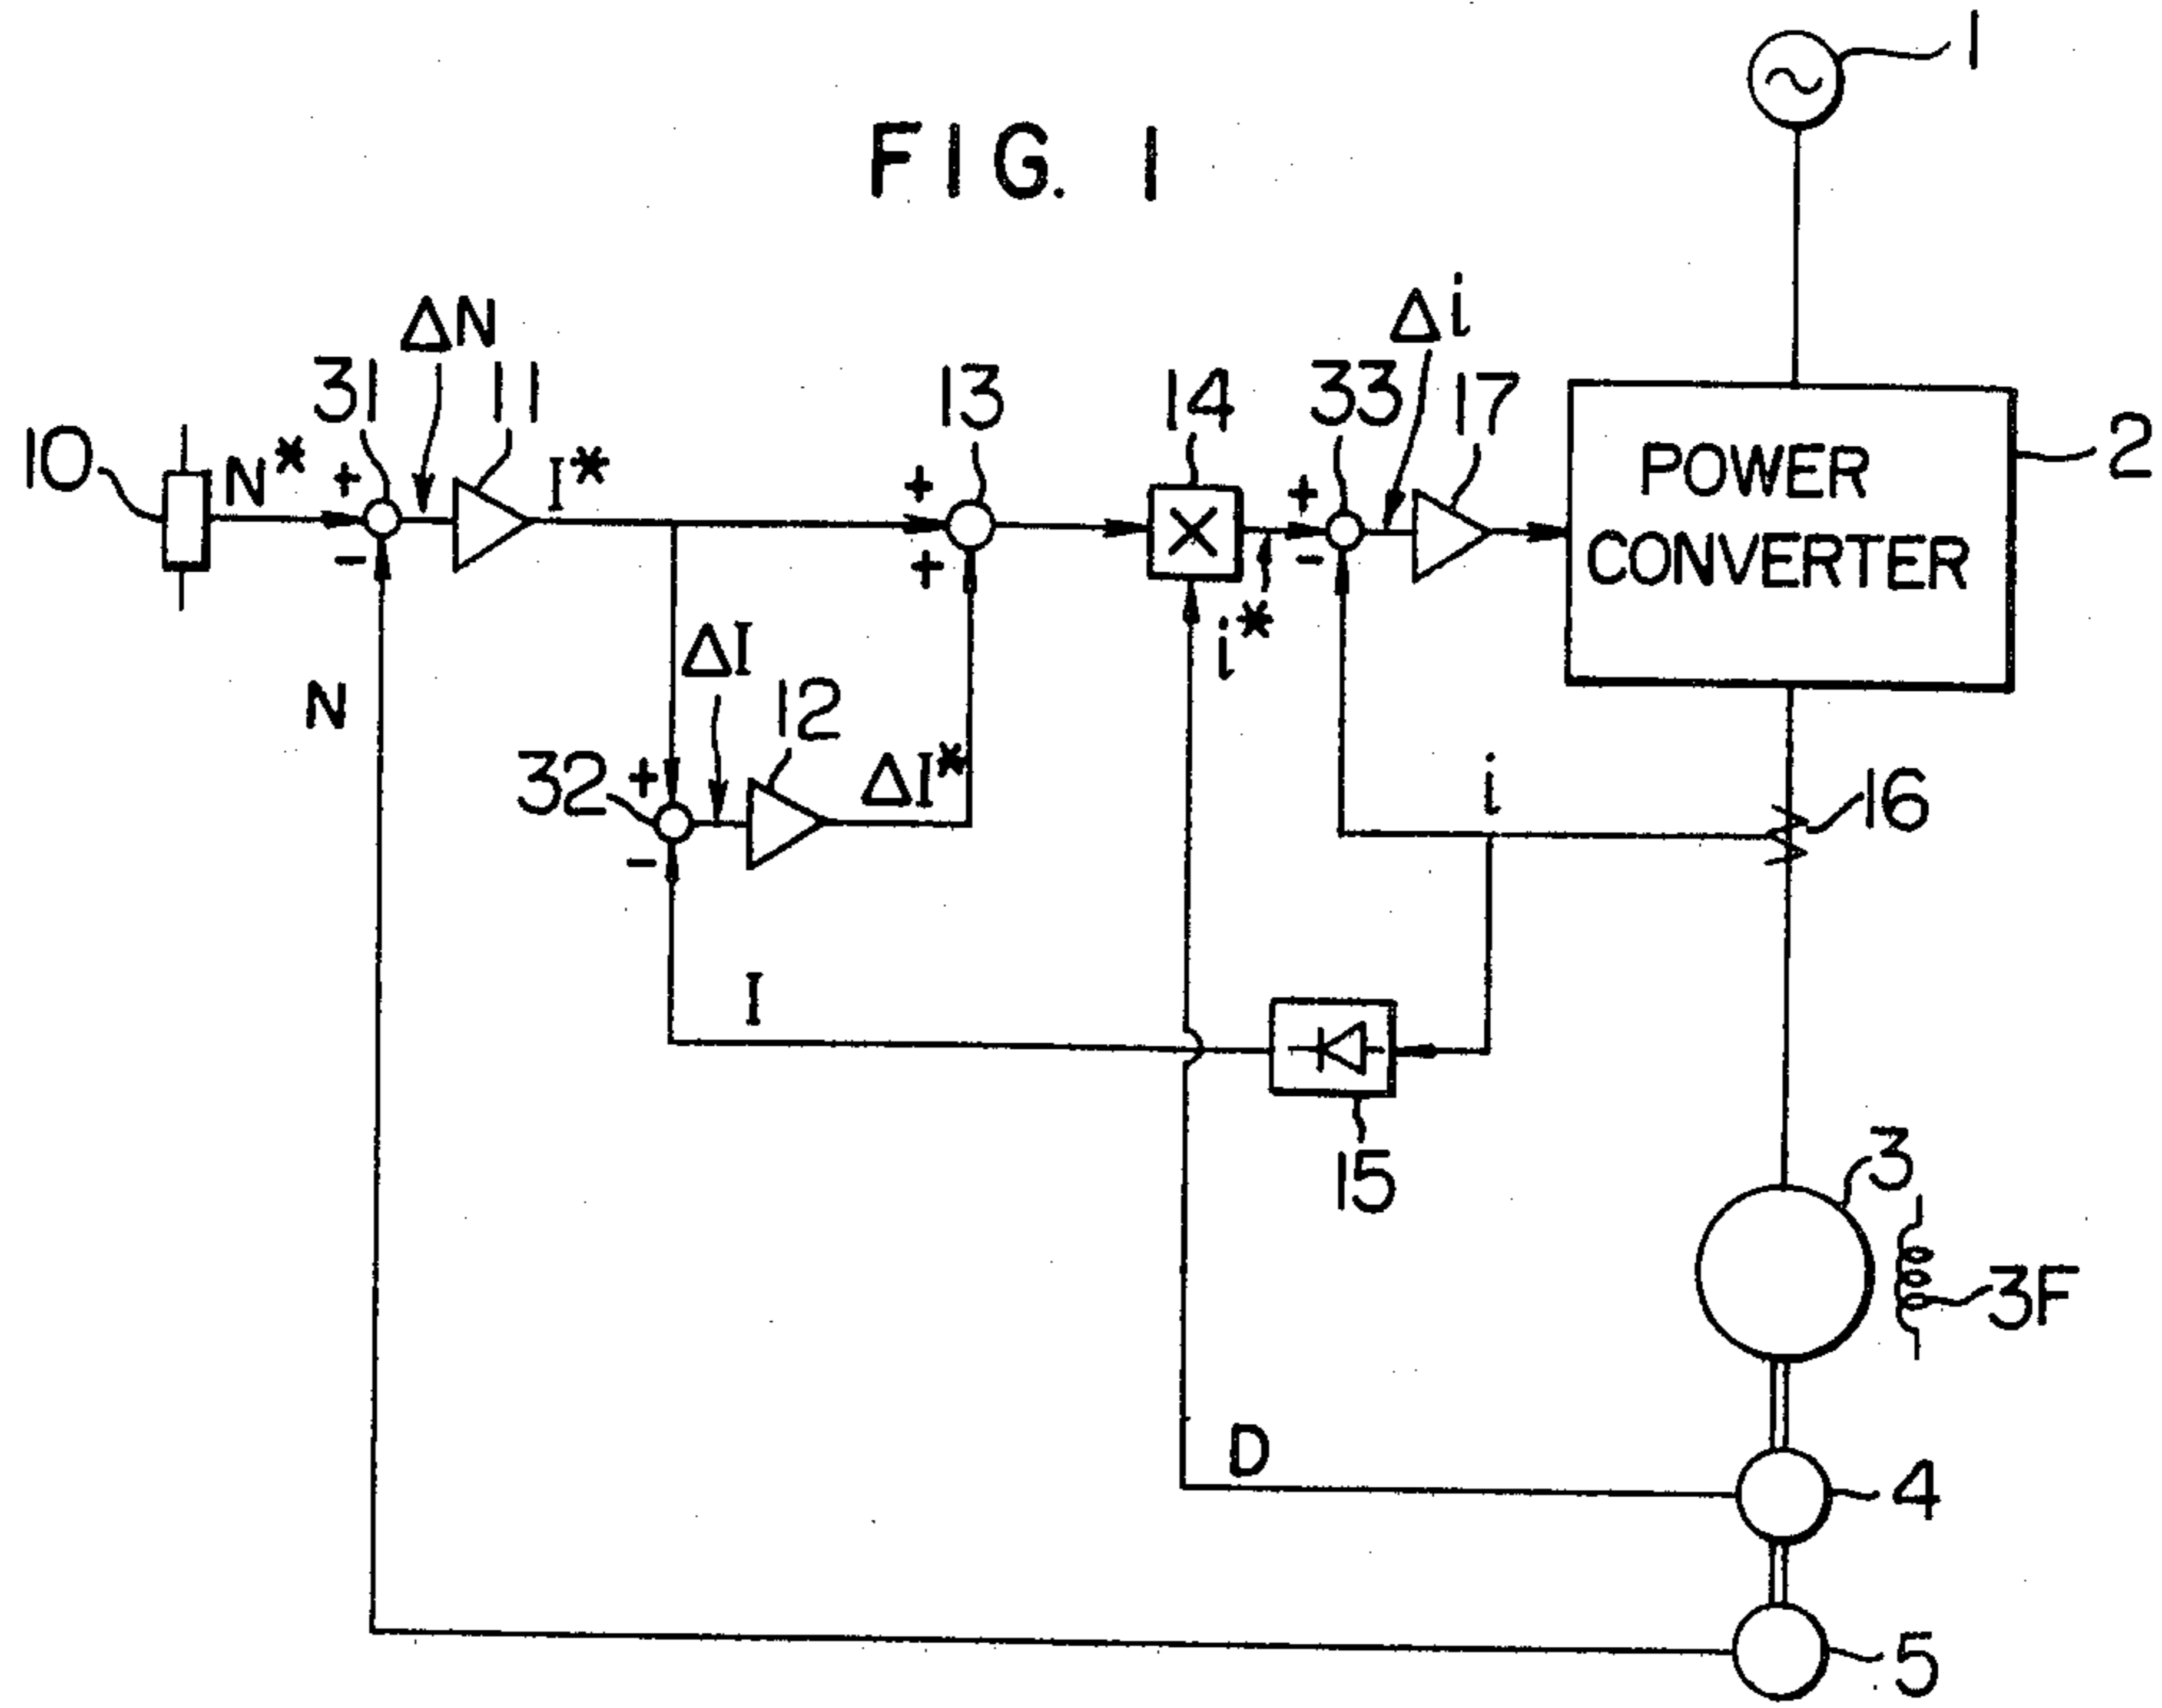 FIG. 1
1
ΔN
Δi
31
11
13
14
33
17
10
N*
+
I*
+
+
POWER
CONVERTER
2
-
+
-
i*
N
ΔI
12
32
+
ΔI*
i
16
-
I
15
3
3F
D
4
5